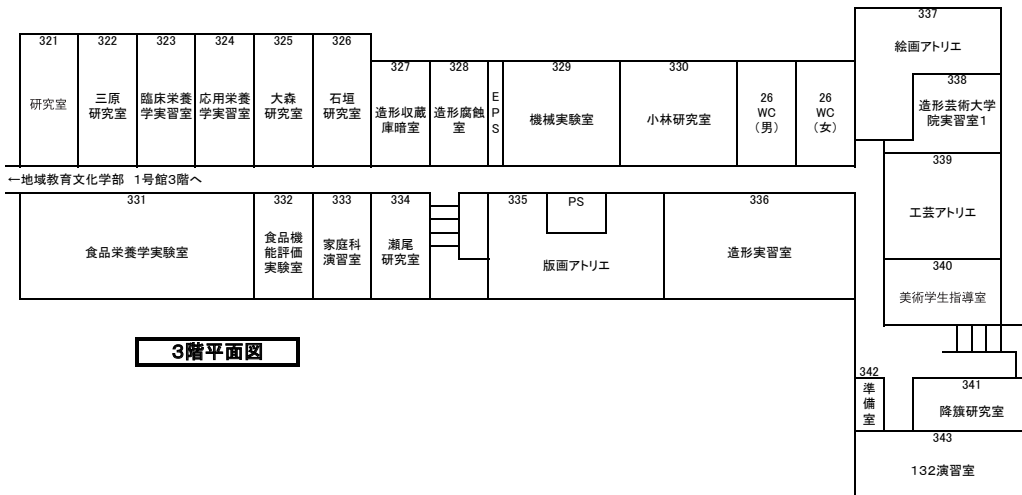 337
絵画アトリエ
321
研究室
322
三原
研究室
323
臨床栄養
学実習室
324
応用栄養
学実習室
325
大森
研究室
326
石垣
研究室
327
造形収蔵
庫暗室
328
造形腐蝕
室
E
P
S
329
機械実験室
330
小林研究室
26
WC
(男)
26
WC
(女)
338
造形芸術大学
院実習室1
←地域教育文化学部 1号館3階へ
339
工芸アトリエ
331
食品栄養学実験室
332
食品機
能評価
実験室
333
家庭科
演習室
334
瀬尾
研究室
335
PS
版画アトリエ
336
造形実習室
340
美術学生指導室
3階平面図
342
準
備
室
341
降籏研究室
343
132演習室